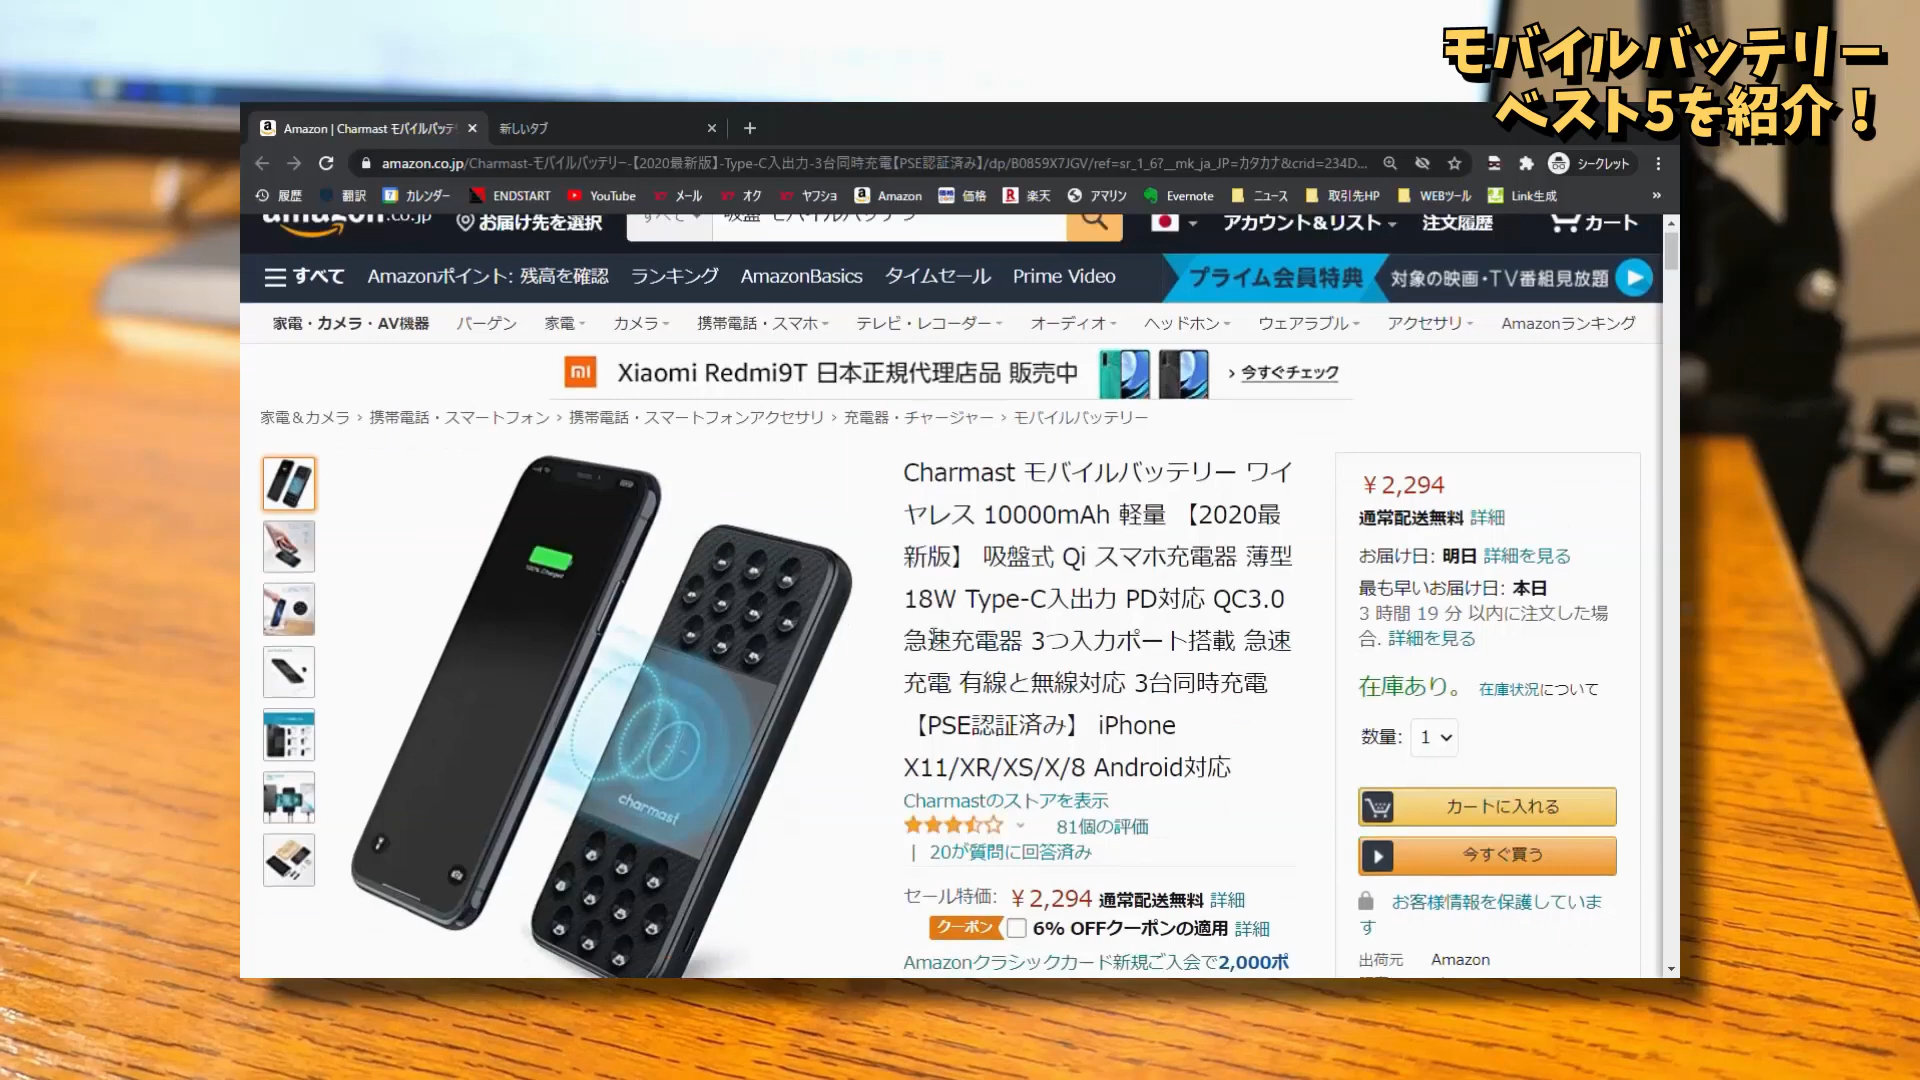 モバイルバッテリー
ベスト5を紹介！
Amazon | Charmast モバイルバッテ
新しいタブ
amazon.co.jp/Charmast-モバイルバッテリー-【2020最新版】-Type-C入出力-3台同時充電【PSE認証済み】/dp/B0859X7JGV/ref=sr_1_6?__mk_ja_JP=カタカナ&crid=234D...
シークレット
履歴 翻訳 カレンダー ENDSTART YouTube メール オク ヤフショ Amazon 価格 楽天 アマリン Evernote ニュース 取引先HP WEBツール Link生成 »
amazon.co.jp お届け先を選択 すべて 吸盤 モバイルバッテリ アカウント&リスト 注文履歴 カート
すべて Amazonポイント: 残高を確認 ランキング AmazonBasics タイムセール Prime Video プライム会員特典 対象の映画・TV番組見放題
家電・カメラ・AV機器 バーゲン 家電 カメラ 携帯電話・スマホ テレビ・レコーダー オーディオ ヘッドホン ウェアラブル アクセサリ Amazonランキング
mi Xiaomi Redmi9T 日本正規代理店品 販売中 › 今すぐチェック
家電＆カメラ › 携帯電話・スマートフォン › 携帯電話・スマートフォンアクセサリ › 充電器・チャージャー › モバイルバッテリー
100% Charged
charmast
Charmast モバイルバッテリー ワイ
ヤレス 10000mAh 軽量 【2020最
新版】 吸盤式 Qi スマホ充電器 薄型
18W Type-C入出力 PD対応 QC3.0
急速充電器 3つ入力ポート搭載 急速
充電 有線と無線対応 3台同時充電
【PSE認証済み】 iPhone
X11/XR/XS/X/8 Android対応
Charmastのストアを表示
81個の評価
| 20が質問に回答済み
セール特価: ￥2,294 通常配送無料 詳細
クーポン 6% OFFクーポンの適用 詳細
Amazonクラシックカード新規ご入会で2,000ポ
￥2,294
通常配送無料 詳細
お届け日: 明日 詳細を見る
最も早いお届け日: 本日
3 時間 19 分 以内に注文した場
合. 詳細を見る
在庫あり。 在庫状況について
数量: 1
カートに入れる
今すぐ買う
お客様情報を保護していま
す
出荷元 Amazon